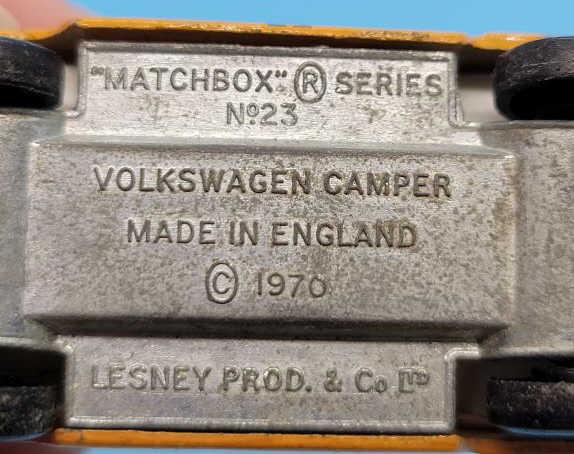 "MATCHBOX" ® SERIES
Nº23
VOLKSWAGEN CAMPER
MADE IN ENGLAND
© 1970
LESNEY PROD. & Co LTD